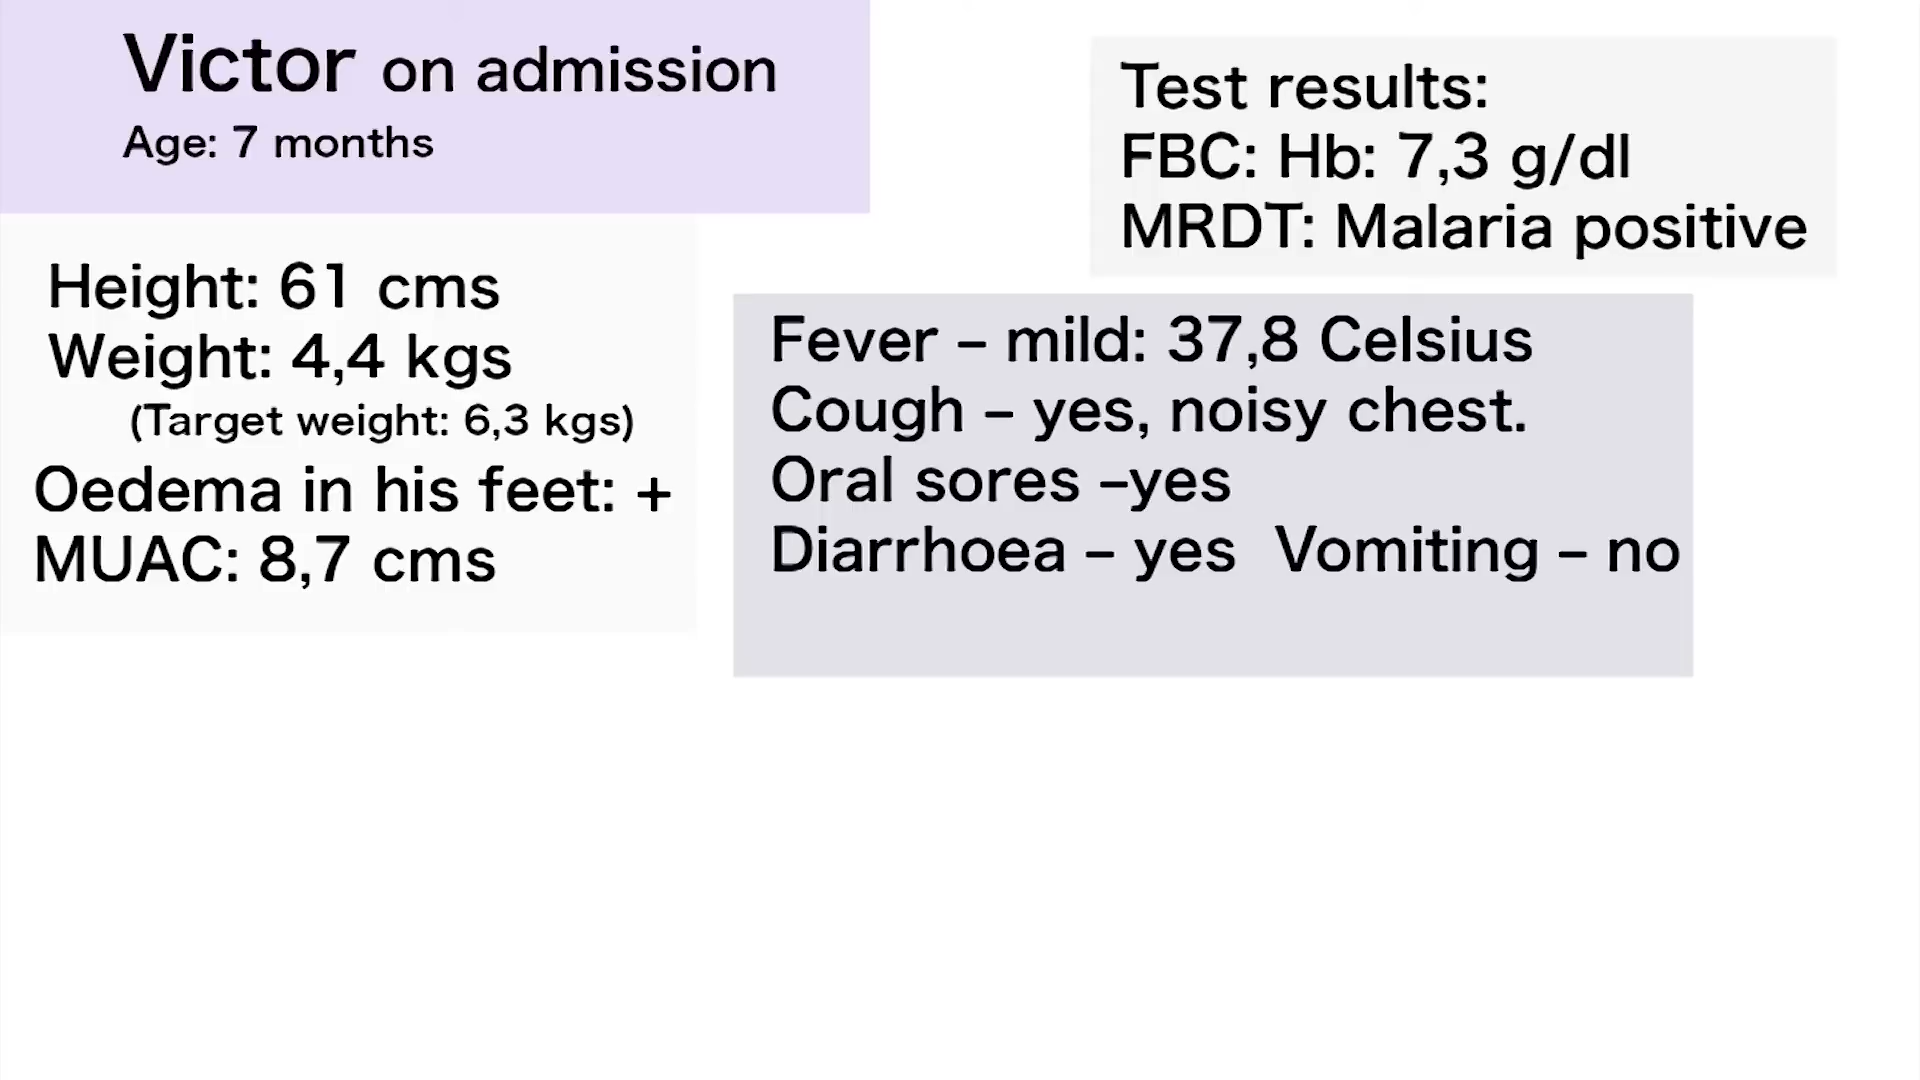 Victor on admission
Age: 7 months
Height: 61 cms
Weight: 4,4 kgs
(Target weight: 6,3 kgs)
Oedema in his feet: +
MUAC: 8,7 cms
Test results:
FBC: Hb: 7,3 g/dl
MRDT: Malaria positive
Fever – mild: 37,8 Celsius
Cough – yes, noisy chest.
Oral sores –yes
Diarrhoea – yes  Vomiting – no